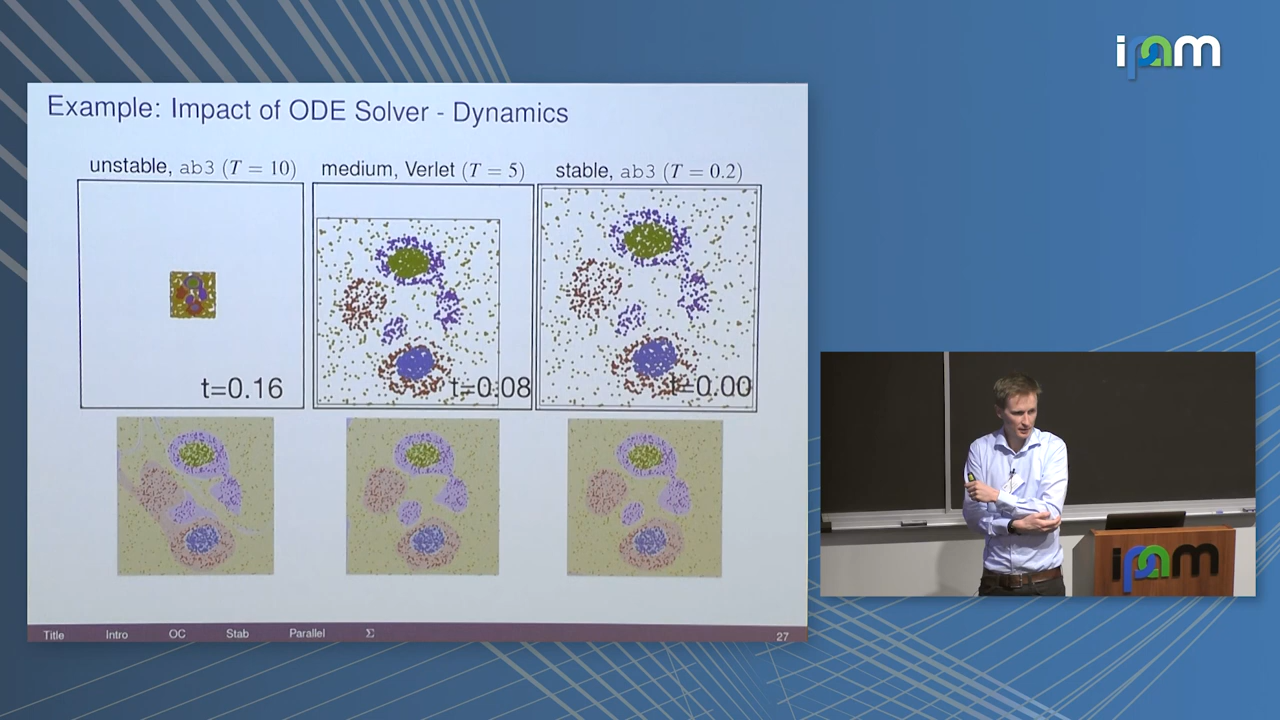 ipam
Example: Impact of ODE Solver - Dynamics
unstable, ab3 (T = 10)
medium, Verlet (T = 5)
stable, ab3 (T = 0.2)
t=0.16
t=0.08
t=0.00
ipam
Title Intro OC Stab Parallel Σ 27